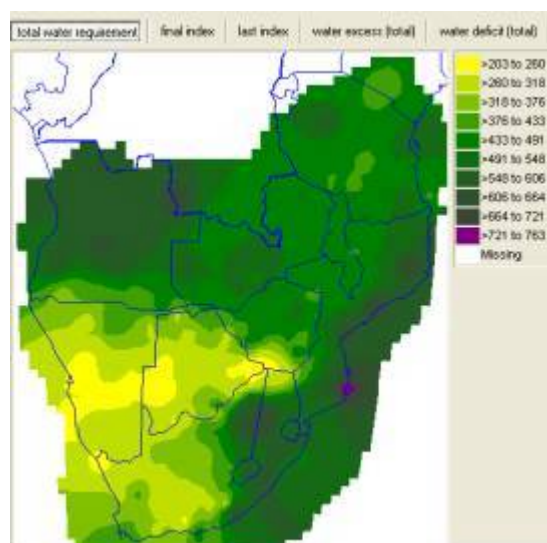 total water requirement final index last index water excess (total) water deficit (total)
>203 to 260
>260 to 318
>318 to 376
>376 to 433
>433 to 491
>491 to 548
>548 to 606
>606 to 664
>664 to 721
>721 to 763
Missing